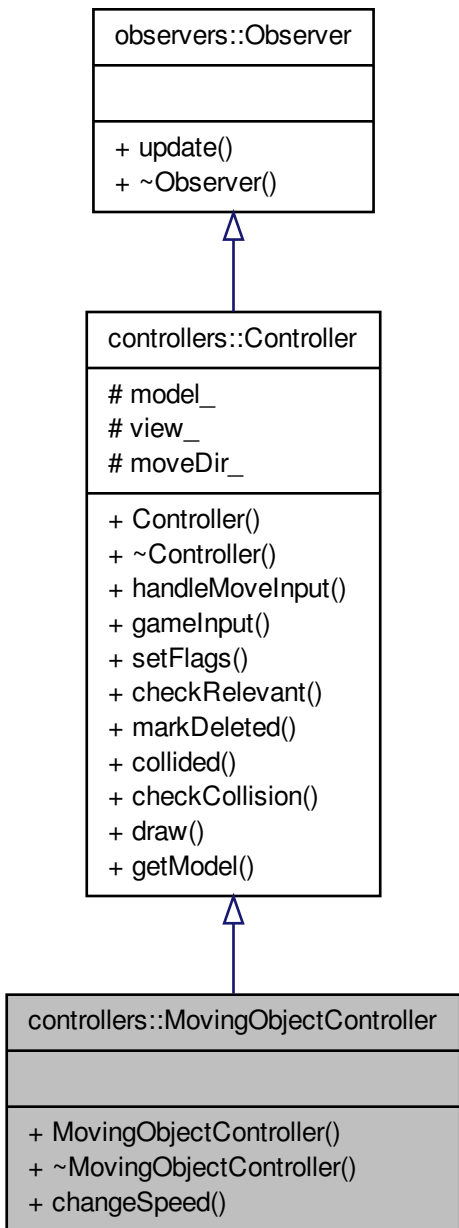 observers::Observer
+ update()
+ ~Observer()
controllers::Controller
# model_
# view_
# moveDir_
+ Controller()
+ ~Controller()
+ handleMoveInput()
+ gameInput()
+ setFlags()
+ checkRelevant()
+ markDeleted()
+ collided()
+ checkCollision()
+ draw()
+ getModel()
controllers::MovingObjectController
+ MovingObjectController()
+ ~MovingObjectController()
+ changeSpeed()